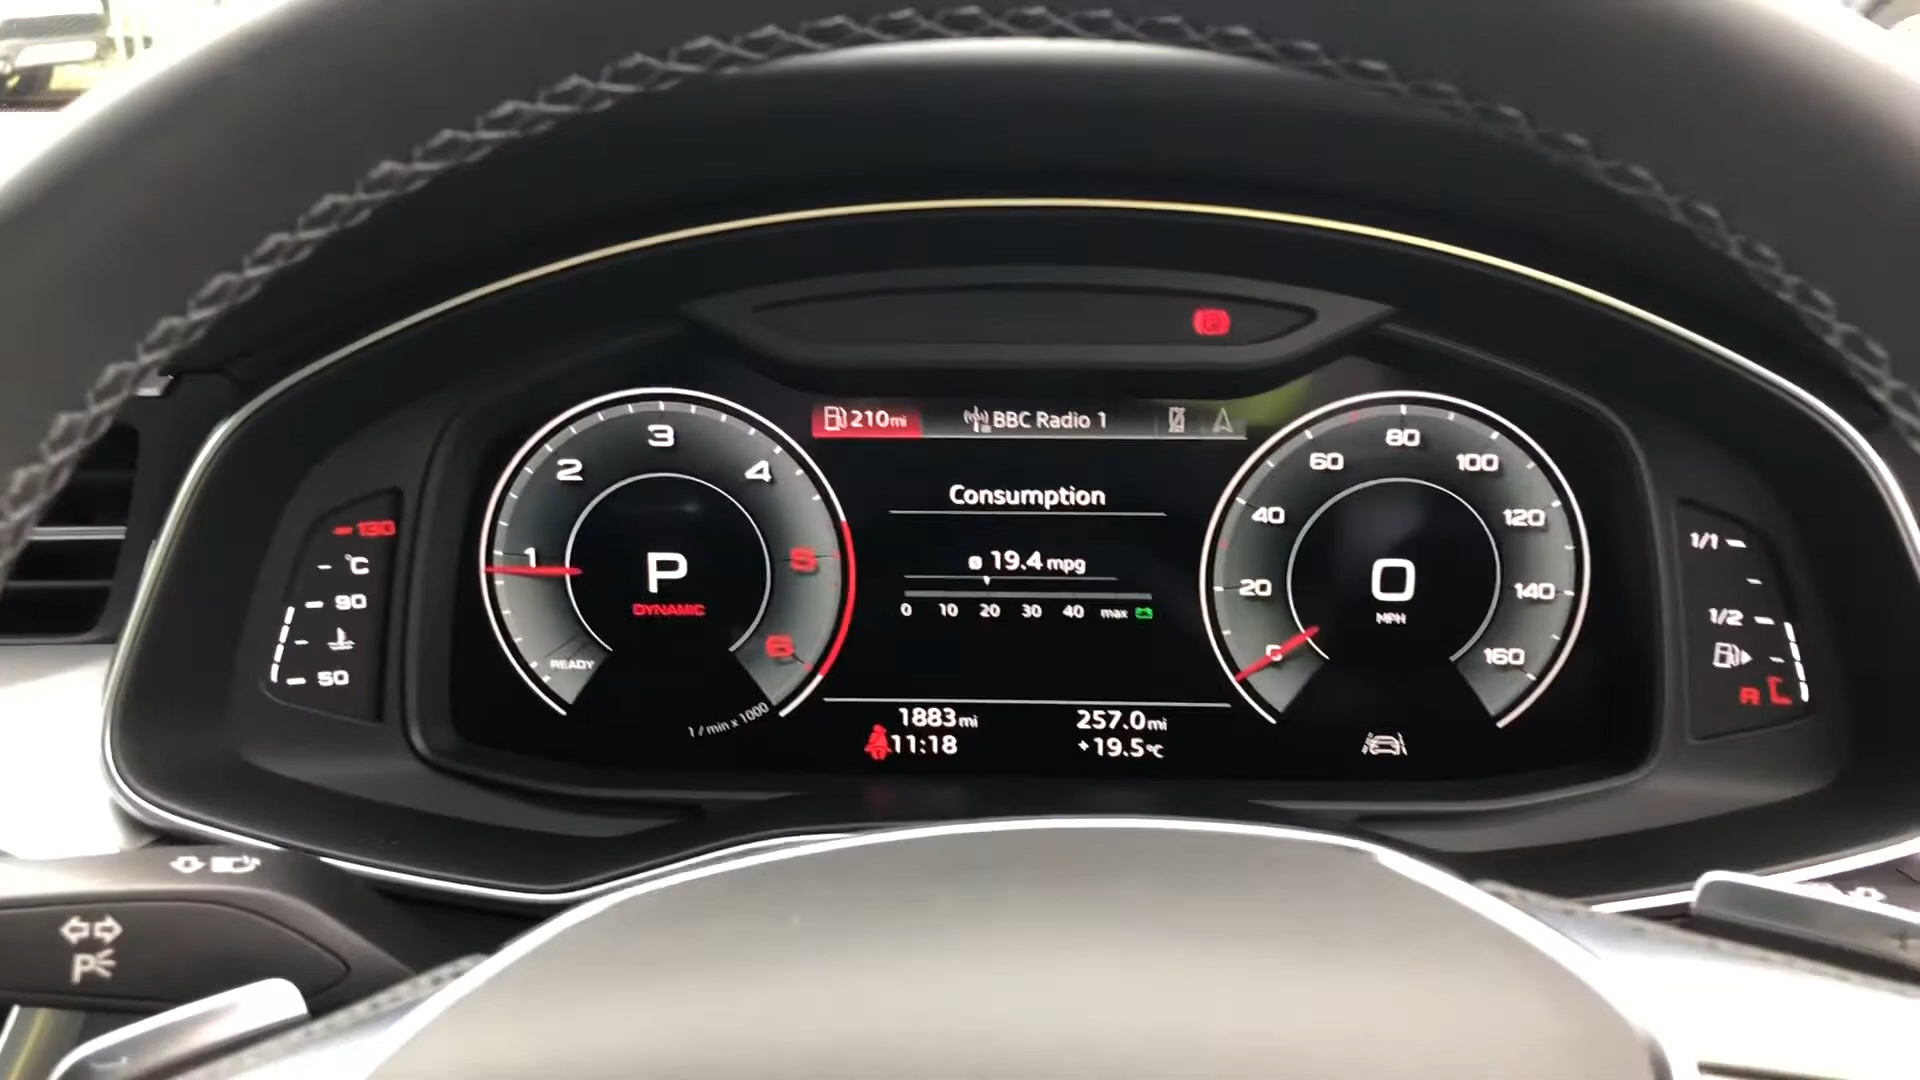 210mi
BBC Radio 1
Consumption
ø 19.4 mpg
0 10 20 30 40 max
1883mi
257.0mi
11:18
+19.5°C
1
2
3
4
5
6
P
DYNAMIC
READY
1 / min x 1000
0
20
40
60
80
100
120
140
160
0
MPH
130
°C
90
50
1/1
1/2
R
P